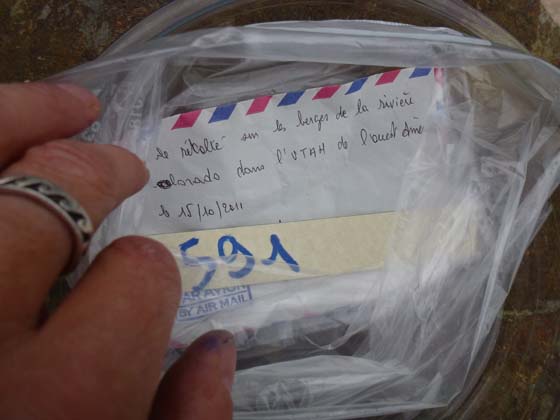 récolté sur les berges de la rivière
Colorado dans l'UTAH de l'ouest
le 15/10/2011
591
PAR AVION
BY AIR MAIL